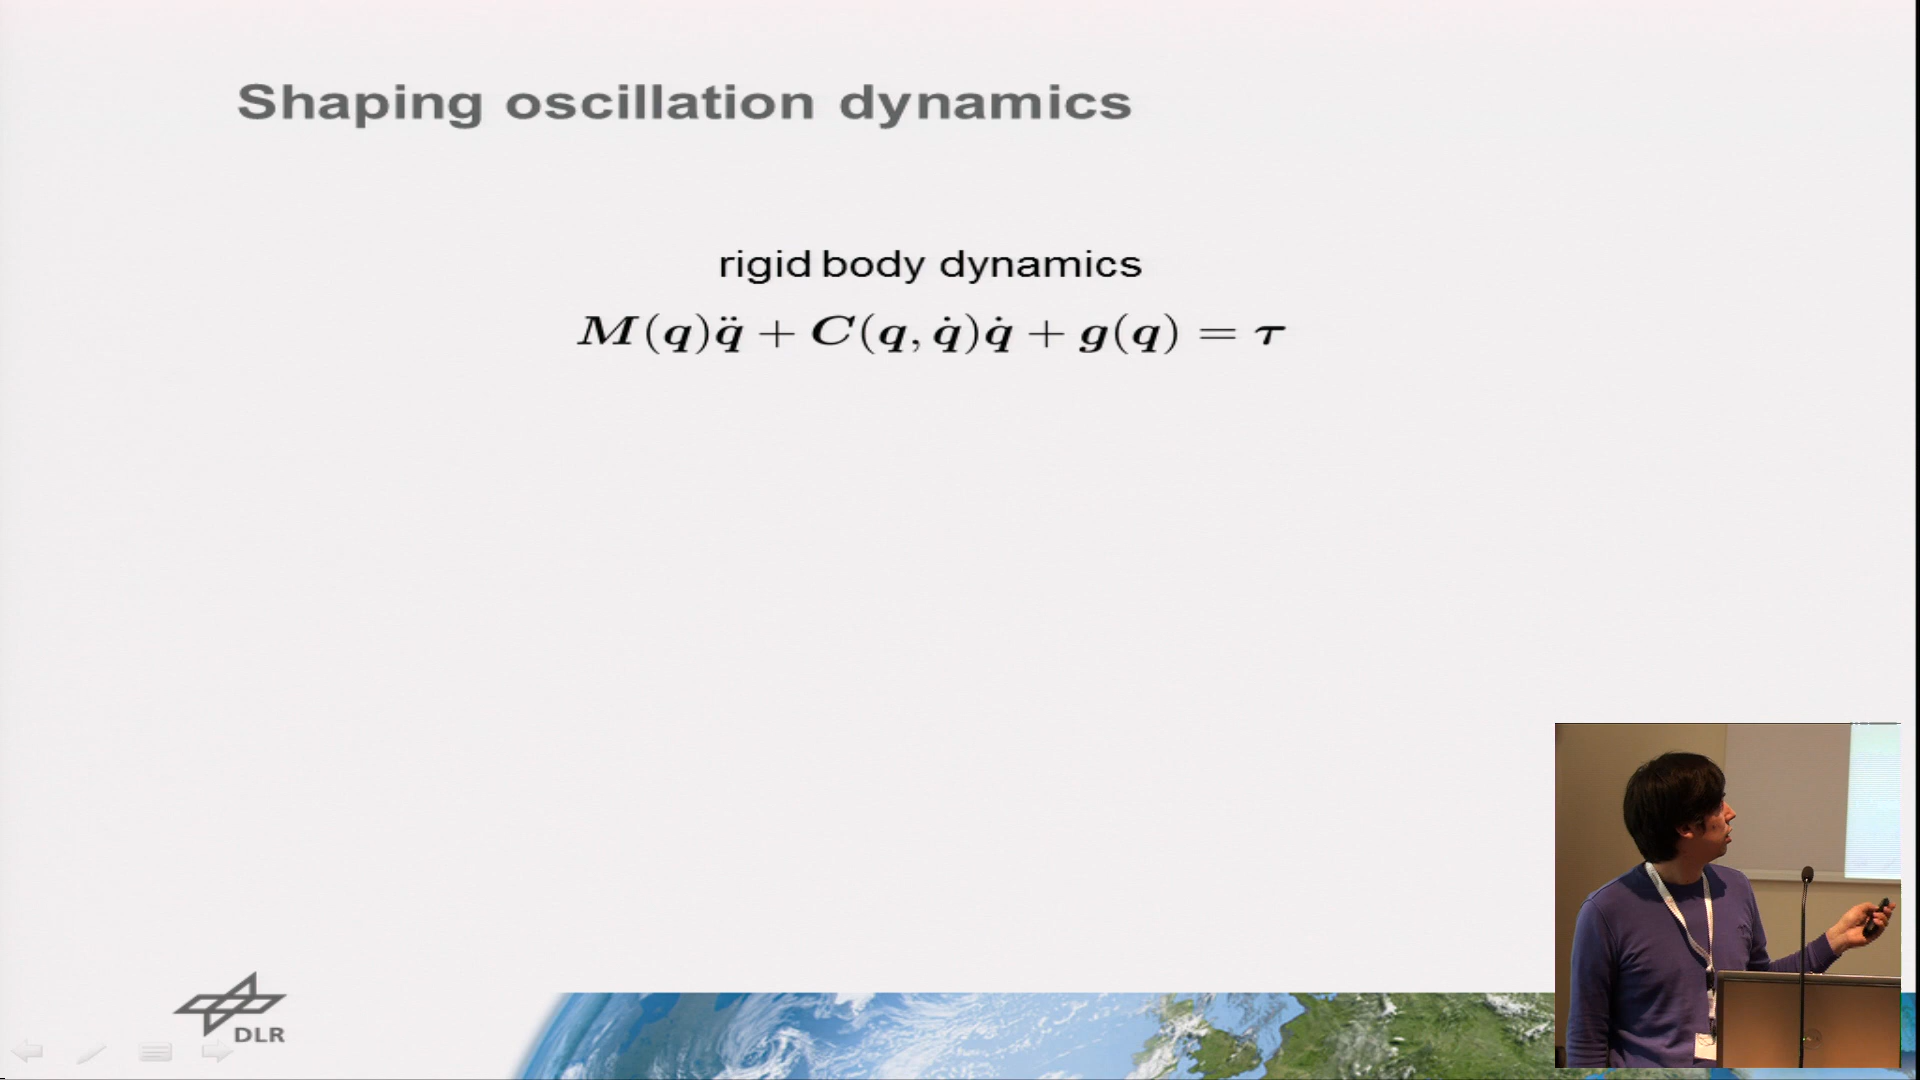 Shaping oscillation dynamics
rigid body dynamics
M(q)q̈ + C(q, q̇)q̇ + g(q) = τ
DLR